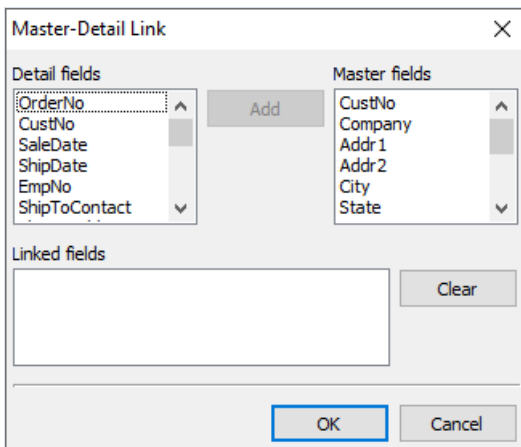 Master-Detail Link
Detail fields
OrderNo
CustNo
SaleDate
ShipDate
EmpNo
ShipToContact
Add
Master fields
CustNo
Company
Addr1
Addr2
City
State
Linked fields
Clear
OK
Cancel